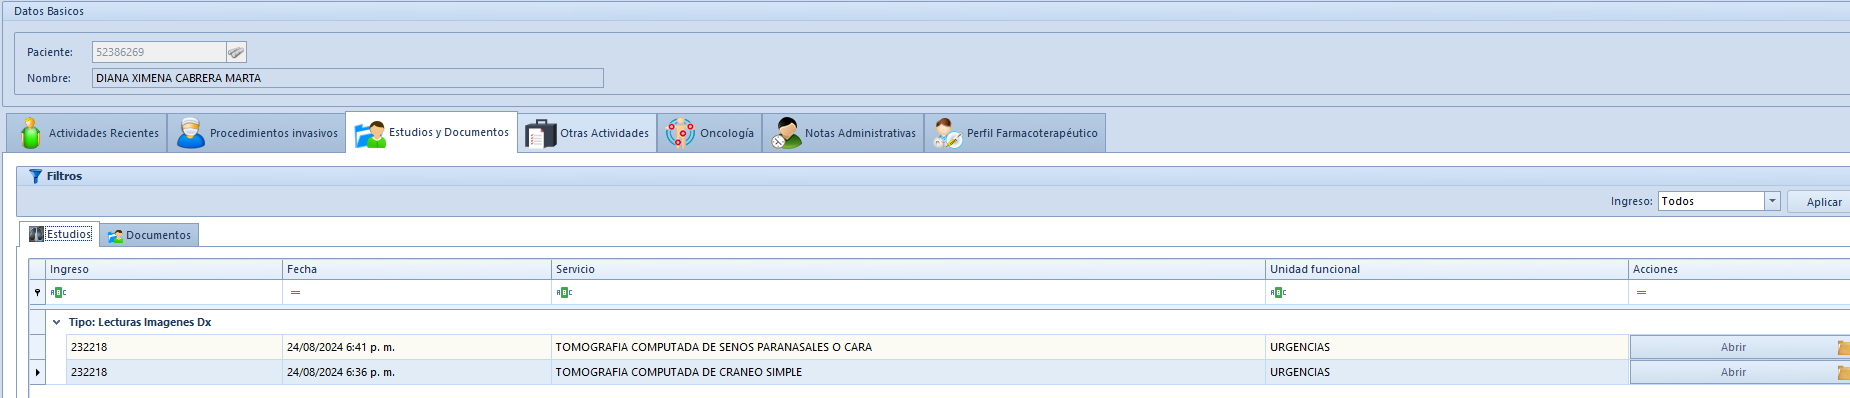 Datos Basicos
Paciente: 52386269
Nombre: DIANA XIMENA CABRERA MARTA
Actividades Recientes Procedimientos invasivos Estudios y Documentos Otras Actividades Oncología Notas Administrativas Perfil Farmacoterapéutico
Filtros
Ingreso: Todos Aplicar
Estudios Documentos
Ingreso Fecha Servicio Unidad funcional Acciones
ABC = ABC ABC =
Tipo: Lecturas Imagenes Dx
232218 24/08/2024 6:41 p. m. TOMOGRAFIA COMPUTADA DE SENOS PARANASALES O CARA URGENCIAS Abrir
232218 24/08/2024 6:36 p. m. TOMOGRAFIA COMPUTADA DE CRANEO SIMPLE URGENCIAS Abrir